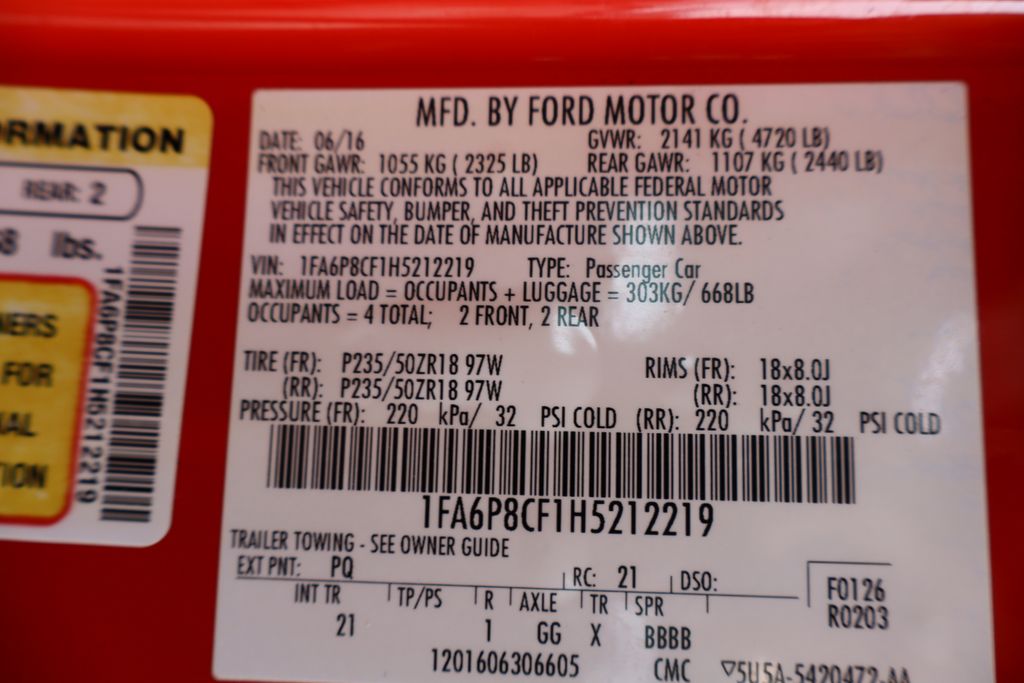 ORMATION
REAR: 2
68 lbs.
NERS
FOR
TION
1FA6P8CF1H5212219
MFD. BY FORD MOTOR CO.
DATE: 06/16 GVWR: 2141 KG ( 4720 LB)
FRONT GAWR: 1055 KG ( 2325 LB) REAR GAWR: 1107 KG ( 2440 LB)
THIS VEHICLE CONFORMS TO ALL APPLICABLE FEDERAL MOTOR
VEHICLE SAFETY, BUMPER, AND THEFT PREVENTION STANDARDS
IN EFFECT ON THE DATE OF MANUFACTURE SHOWN ABOVE.
VIN: 1FA6P8CF1H5212219 TYPE: Passenger Car
MAXIMUM LOAD = OCCUPANTS + LUGGAGE = 303KG/ 668LB
OCCUPANTS = 4 TOTAL; 2 FRONT, 2 REAR
TIRE (FR): P235/50ZR18 97W RIMS (FR): 18x8.0J
(RR): P235/50ZR18 97W (RR): 18x8.0J
PRESSURE (FR): 220 kPa/ 32 PSI COLD (RR): 220 kPa/ 32 PSI COLD
1FA6P8CF1H5212219
TRAILER TOWING - SEE OWNER GUIDE
EXT PNT: PQ RC: 21 DSO:
INT TR TP/PS R AXLE TR SPR
21 1 GG X BBBB
F0126
R0203
1201606306605 CMC ▽5U5A-5420472-AA